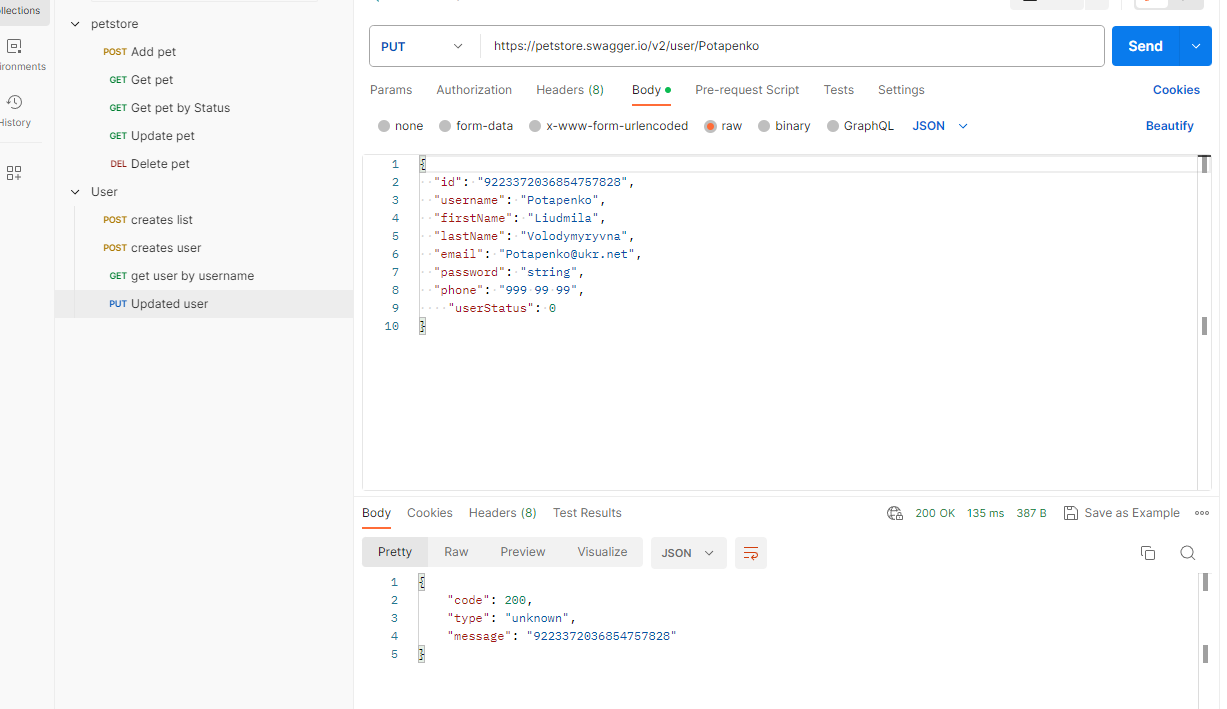 ollections
ironments
History
petstore
POST Add pet
GET Get pet
GET Get pet by Status
GET Update pet
DEL Delete pet
User
POST creates list
POST creates user
GET get user by username
PUT Updated user
PUT https://petstore.swagger.io/v2/user/Potapenko Send
Params Authorization Headers (8) Body Pre-request Script Tests Settings Cookies
none form-data x-www-form-urlencoded raw binary GraphQL JSON Beautify
1 {
2 "id": "9223372036854757828",
3 "username": "Potapenko",
4 "firstName": "Liudmila",
5 "lastName": "Volodymyryvna",
6 "email": "Potapenko@ukr.net",
7 "password": "string",
8 "phone": "999 99 99",
9 "userStatus": 0
10 }
Body Cookies Headers (8) Test Results 200 OK 135 ms 387 B Save as Example
Pretty Raw Preview Visualize JSON
1 {
2 "code": 200,
3 "type": "unknown",
4 "message": "9223372036854757828"
5 }